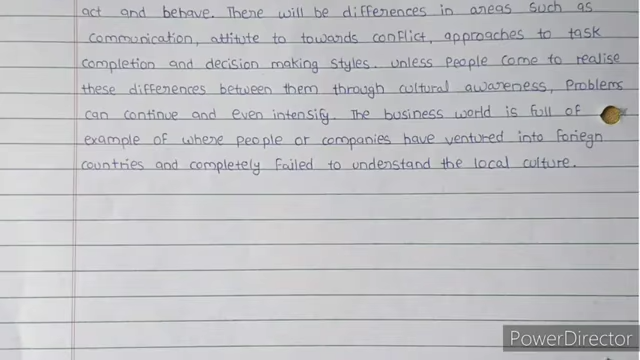 act and behave. There will be differences in areas such as
communication, attitute to towards conflict, approaches to task
completion and decision making styles. unless people come to realise
these differences between them through cultural awareness, Problems
can continue and even intensify. The business world is full of
example of where people or companies have ventured into foriegn
countries and completely failed to understand the local culture.
PowerDirector